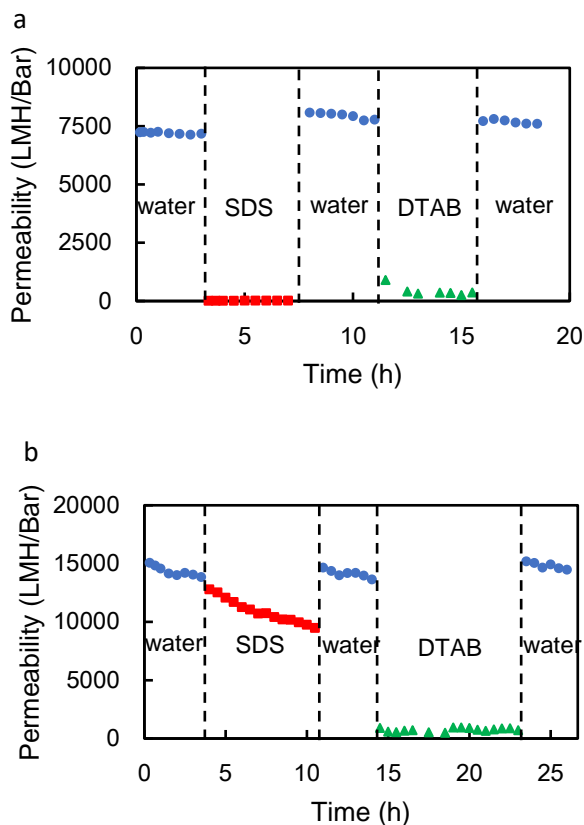 a
Permeability (LMH/Bar)
10000
7500
5000
2500
0
water
SDS
water
DTAB
water
0
5
10
15
20
Time (h)
b
Permeability (LMH/Bar)
20000
15000
10000
5000
0
water
SDS
water
DTAB
water
0
5
10
15
20
25
Time (h)